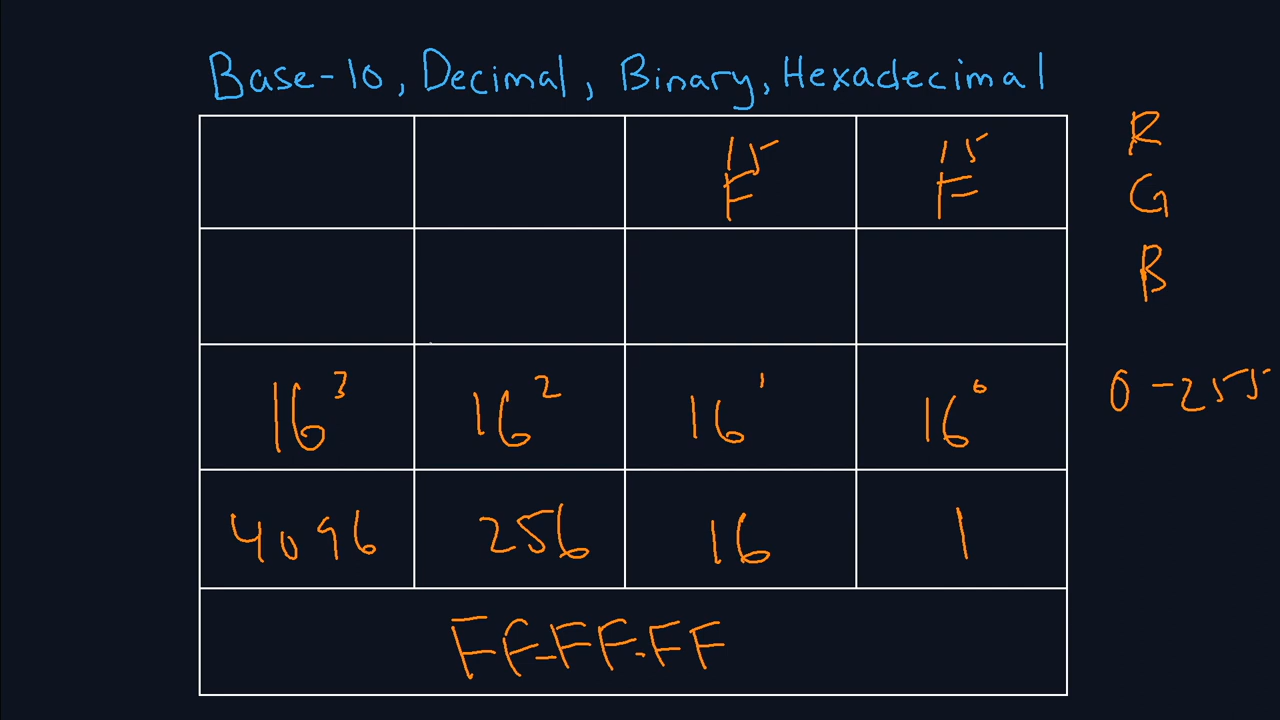 Base-10, Decimal, Binary, Hexadecimal
15 15
F F
R
G
B
16³ 16² 16¹ 16⁰
0-255
4096 256 16 1
FF-FF-FF